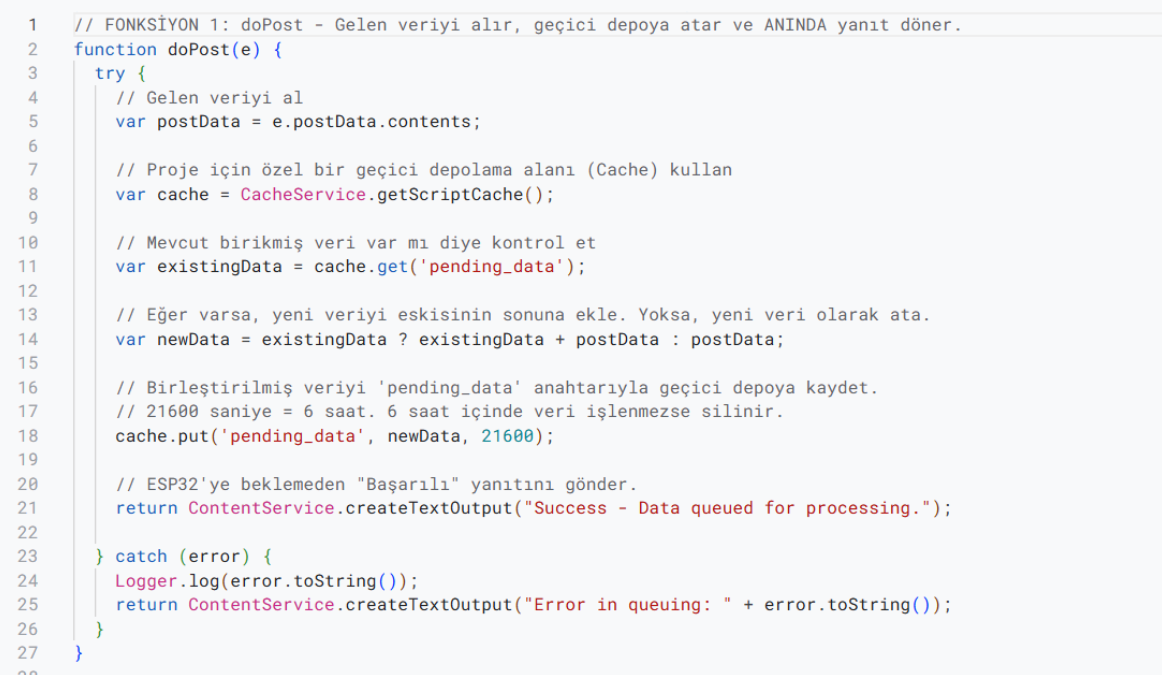 1 // FONKSİYON 1: doPost - Gelen veriyi alır, geçici depoya atar ve ANINDA yanıt döner.
2 function doPost(e) {
3 try {
4 // Gelen veriyi al
5 var postData = e.postData.contents;
6
7 // Proje için özel bir geçici depolama alanı (Cache) kullan
8 var cache = CacheService.getScriptCache();
9
10 // Mevcut birikmiş veri var mı diye kontrol et
11 var existingData = cache.get('pending_data');
12
13 // Eğer varsa, yeni veriyi eskisinin sonuna ekle. Yoksa, yeni veri olarak ata.
14 var newData = existingData ? existingData + postData : postData;
15
16 // Birleştirilmiş veriyi 'pending_data' anahtarıyla geçici depoya kaydet.
17 // 21600 saniye = 6 saat. 6 saat içinde veri işlenmezse silinir.
18 cache.put('pending_data', newData, 21600);
19
20 // ESP32'ye beklemeden "Başarılı" yanıtını gönder.
21 return ContentService.createTextOutput("Success - Data queued for processing.");
22
23 } catch (error) {
24 Logger.log(error.toString());
25 return ContentService.createTextOutput("Error in queuing: " + error.toString());
26 }
27 }